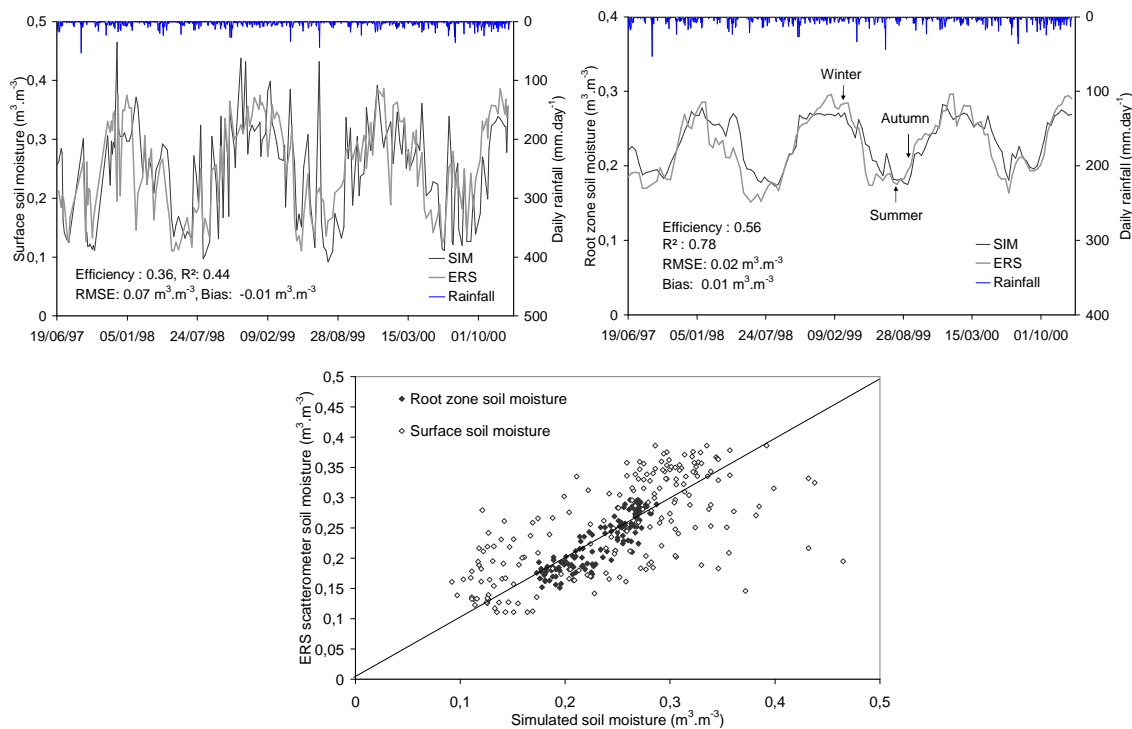 0,5
0,4
0,3
0,2
0,1
0
Surface soil moisture (m³.m⁻³)
0
100
200
300
400
500
Daily rainfall (mm.day⁻¹)
SIM
ERS
Rainfall
Efficiency : 0.36, R²: 0.44
RMSE: 0.07 m³.m⁻³, Bias: -0.01 m³.m⁻³
19/06/97 05/01/98 24/07/98 09/02/99 28/08/99 15/03/00 01/10/00
0,4
0,3
0,2
0,1
0
Root zone soil moisture (m³.m⁻³)
0
100
200
300
400
Daily rainfall (mm.day⁻¹)
Winter
Autumn
Summer
Efficiency : 0.56
R² : 0.78
RMSE: 0.02 m³.m⁻³
Bias: 0.01 m³.m⁻³
SIM
ERS
Rainfall
19/06/97 05/01/98 24/07/98 09/02/99 28/08/99 15/03/00 01/10/00
0,5
0,45
0,4
0,35
0,3
0,25
0,2
0,15
0,1
0,05
0
ERS scatterometer soil moisture (m³.m⁻³)
Root zone soil moisture
Surface soil moisture
0 0,1 0,2 0,3 0,4 0,5
Simulated soil moisture (m³.m⁻³)